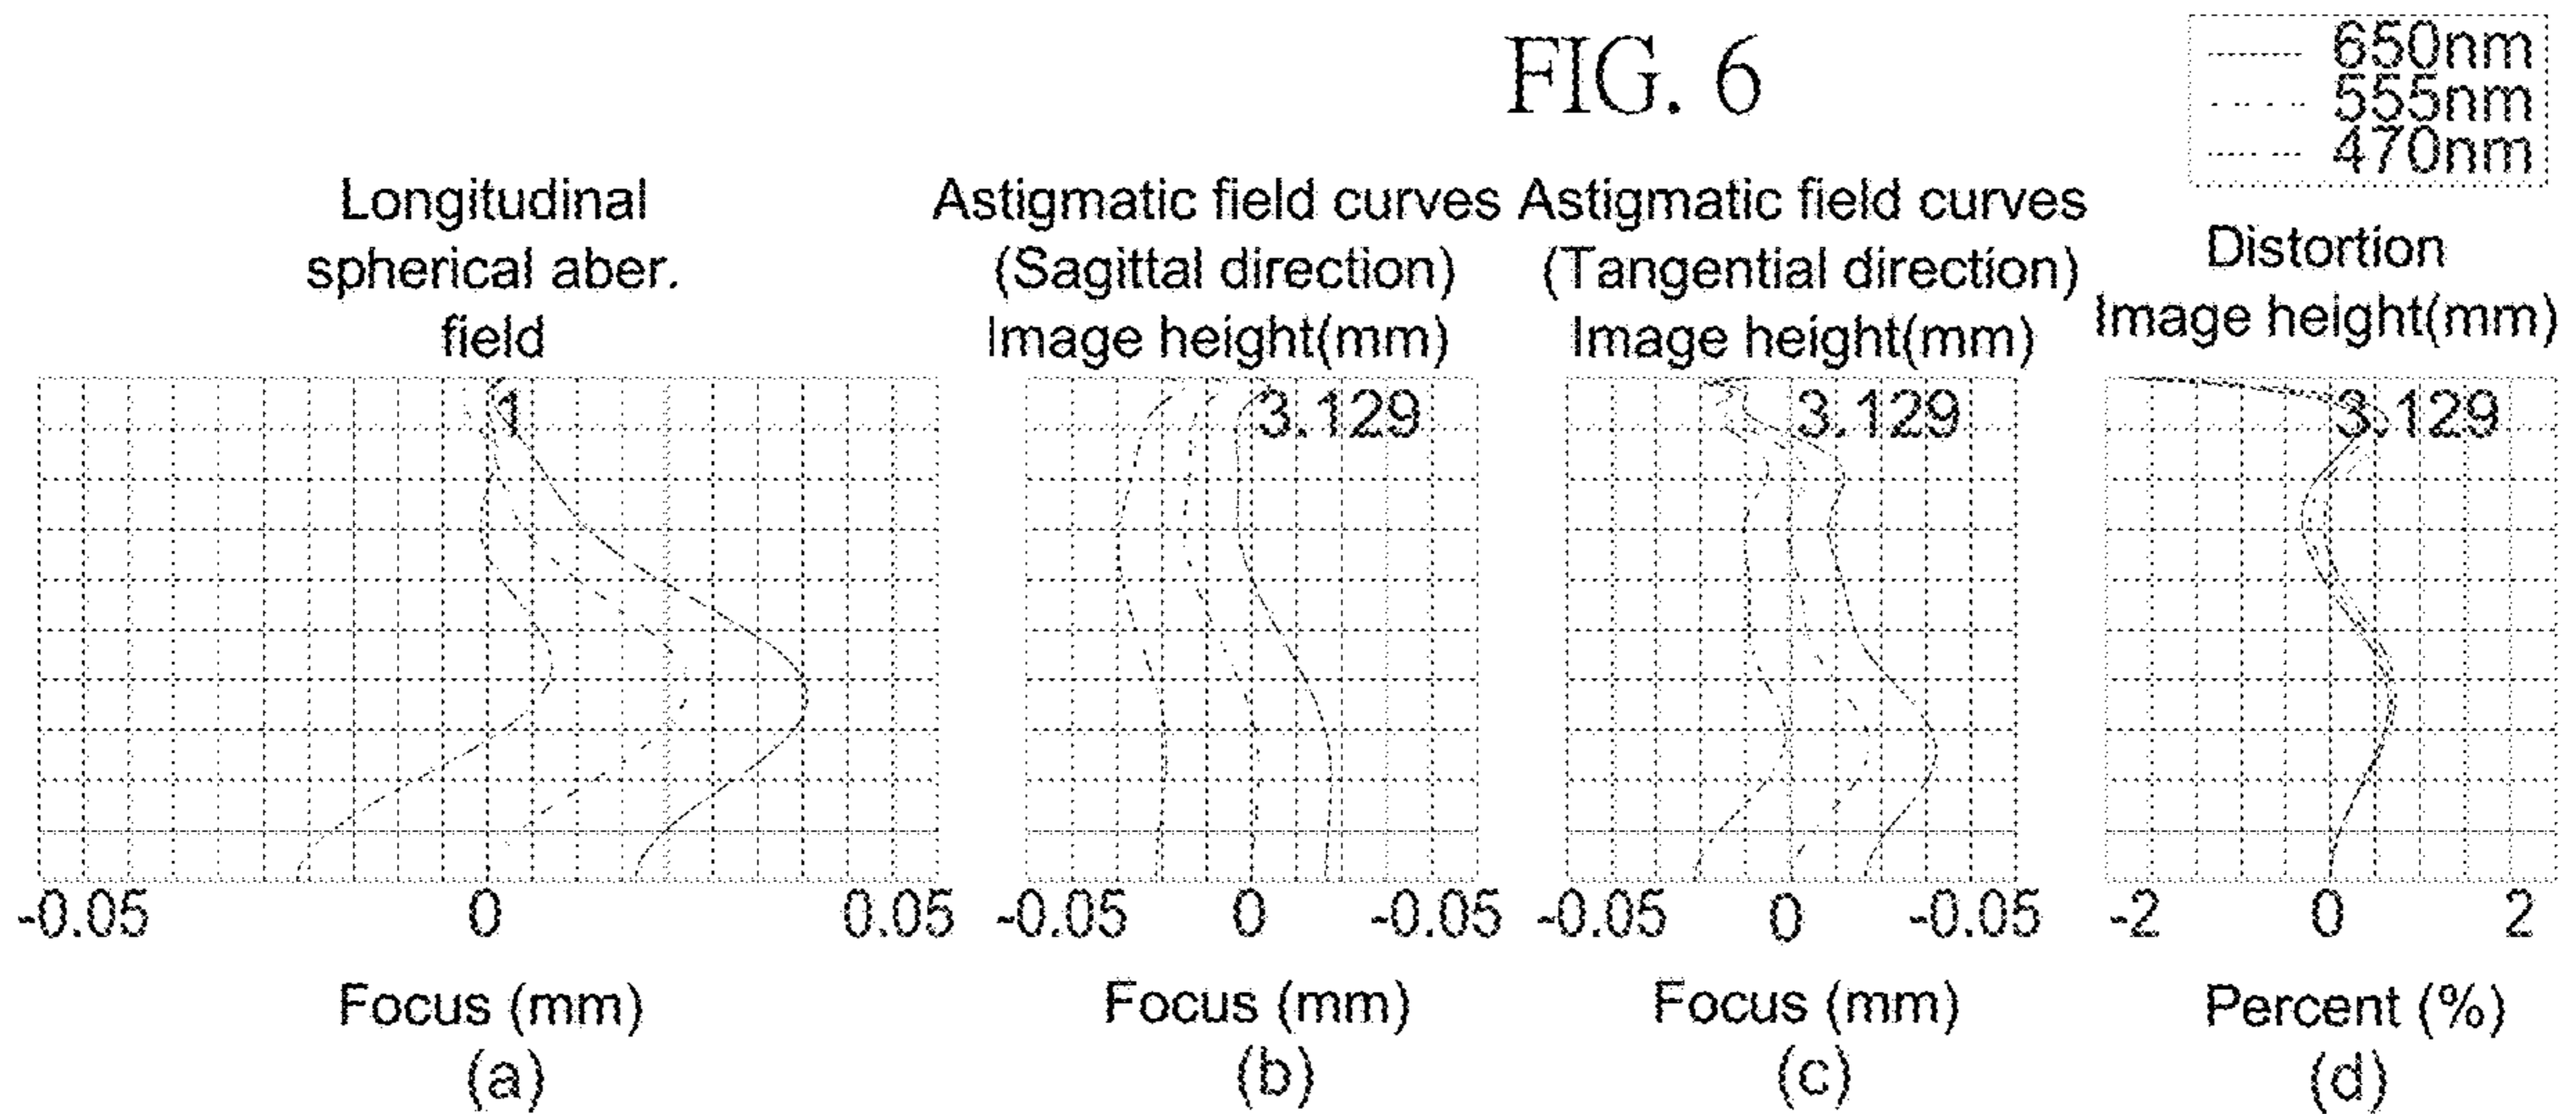 FIG. 6
650nm
555nm
470nm
Longitudinal
spherical aber.
field
1
-0.05 0 0.05
Focus (mm)
(a)
Astigmatic field curves
(Sagittal direction)
Image height(mm)
3.129
-0.05 0 -0.05
Focus (mm)
(b)
Astigmatic field curves
(Tangential direction)
Image height(mm)
3.129
-0.05 0 -0.05
Focus (mm)
(c)
Distortion
Image height(mm)
3.129
-2 0 2
Percent (%)
(d)